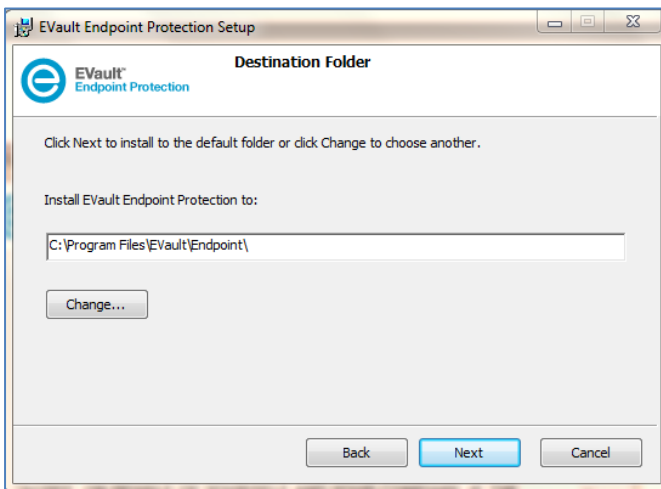 EVault Endpoint Protection Setup
EVault™
Endpoint Protection
Destination Folder
Click Next to install to the default folder or click Change to choose another.
Install EVault Endpoint Protection to:
C:\Program Files\EVault\Endpoint\
Change...
Back
Next
Cancel